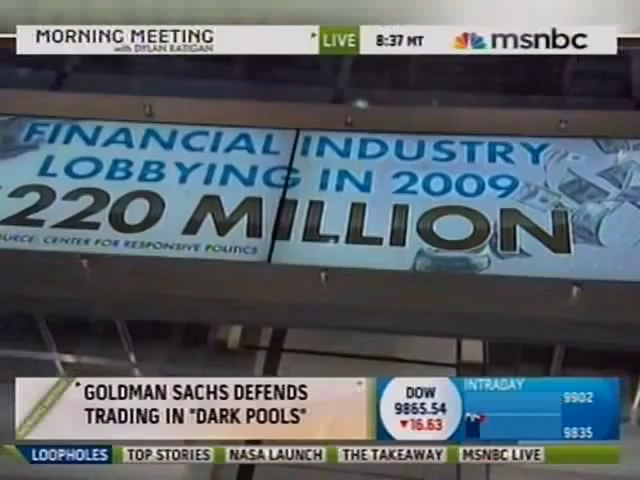 MORNING MEETING
with DYLAN RATIGAN
LIVE
8:37 MT
msnbc
FINANCIAL INDUSTRY
LOBBYING IN 2009
220 MILLION
CENTER FOR RESPONSIVE POLITICS
GOLDMAN SACHS DEFENDS
TRADING IN "DARK POOLS"
DOW
9865.54
▼16.63
INTRADAY
9902
9835
LOOPHOLES
TOP STORIES
NASA LAUNCH
THE TAKEAWAY
MSNBC LIVE